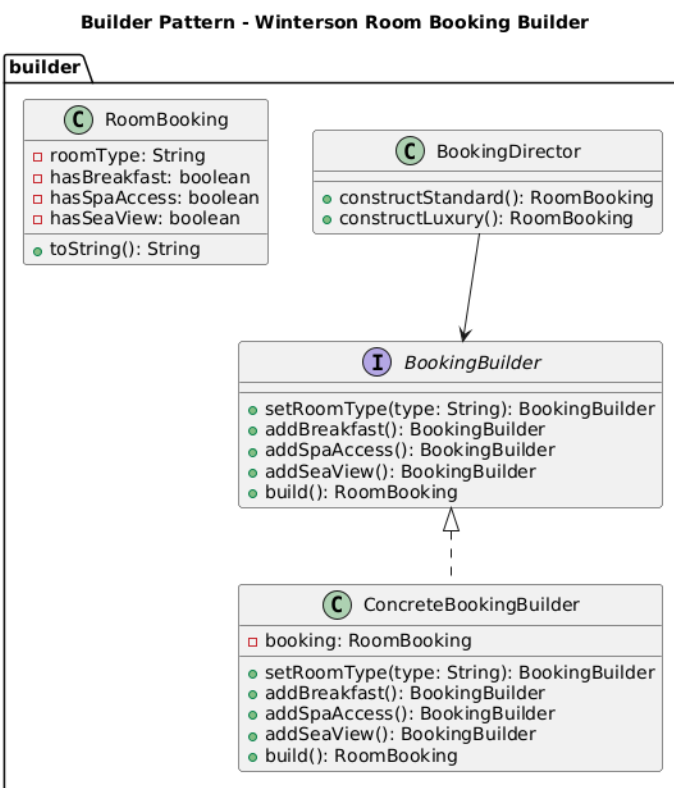 Builder Pattern - Winterson Room Booking Builder
builder
C RoomBooking
roomType: String
hasBreakfast: boolean
hasSpaAccess: boolean
hasSeaView: boolean
toString(): String
C BookingDirector
constructStandard(): RoomBooking
constructLuxury(): RoomBooking
I BookingBuilder
setRoomType(type: String): BookingBuilder
addBreakfast(): BookingBuilder
addSpaAccess(): BookingBuilder
addSeaView(): BookingBuilder
build(): RoomBooking
C ConcreteBookingBuilder
booking: RoomBooking
setRoomType(type: String): BookingBuilder
addBreakfast(): BookingBuilder
addSpaAccess(): BookingBuilder
addSeaView(): BookingBuilder
build(): RoomBooking